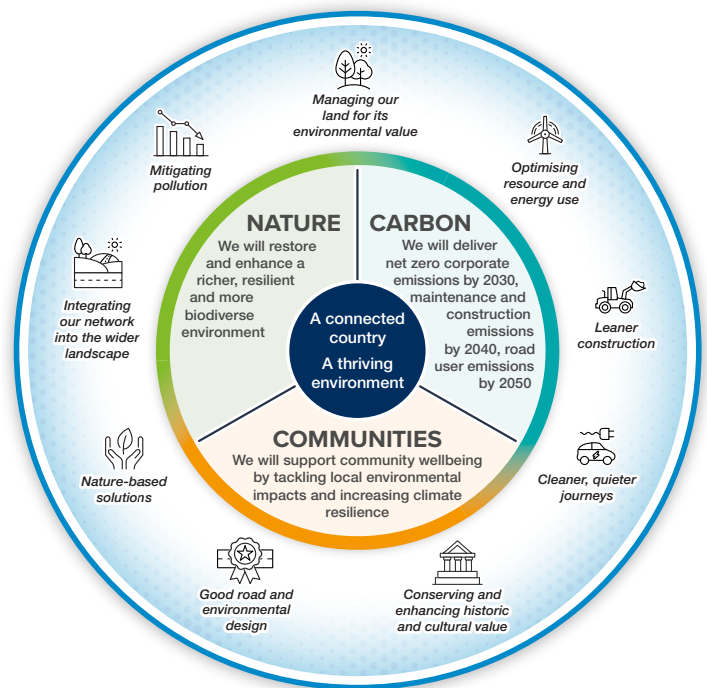 Managing our
land for its
environmental value
Optimising
resource and
energy use
Leaner
construction
Cleaner, quieter
journeys
Conserving and
enhancing historic
and cultural value
Good road and
environmental
design
Nature-based
solutions
Integrating
our network
into the wider
landscape
Mitigating
pollution
NATURE
We will restore
and enhance a
richer, resilient
and more
biodiverse
environment
CARBON
We will deliver
net zero corporate
emissions by 2030,
maintenance and
construction
emissions
by 2040, road
user emissions
by 2050
A connected
country
A thriving
environment
COMMUNITIES
We will support community wellbeing
by tackling local environmental
impacts and increasing climate
resilience